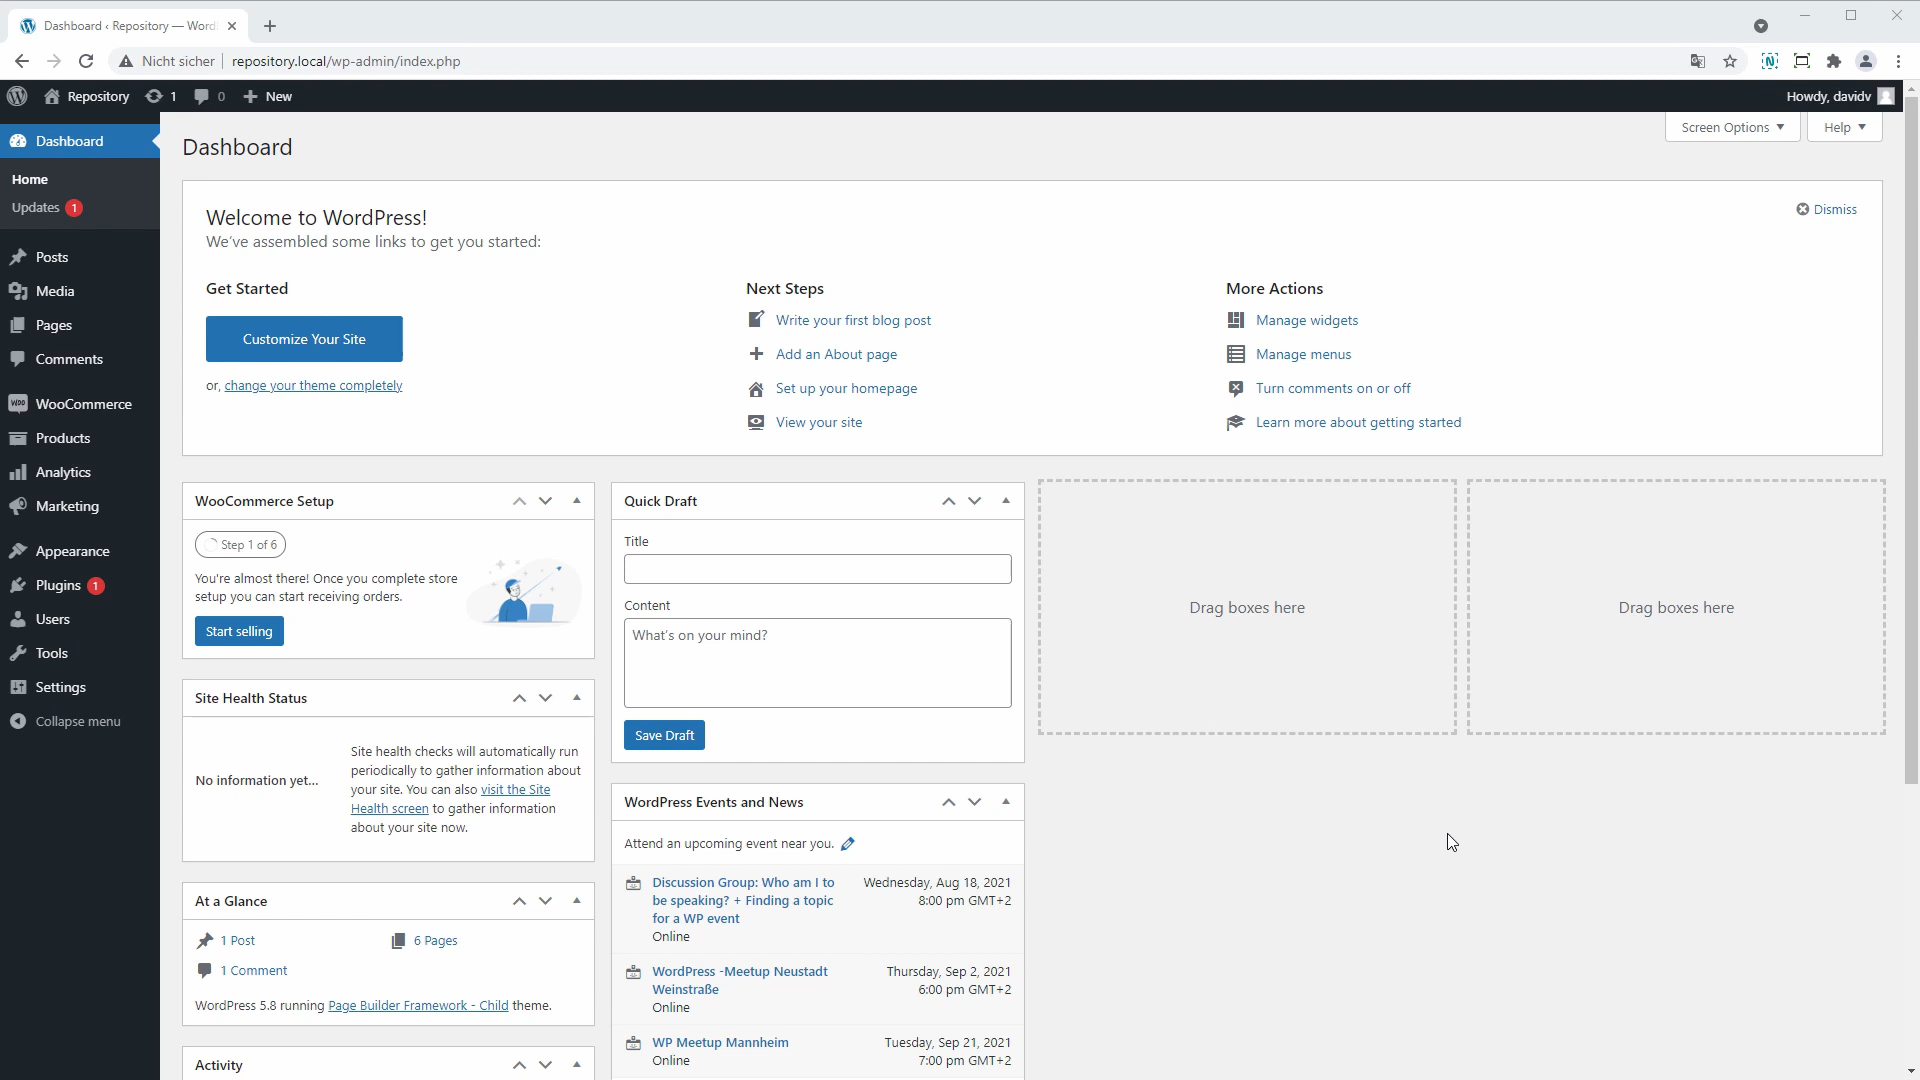 Dashboard ‹ Repository — Word
Nicht sicher
repository.local/wp-admin/index.php
Repository
1
0
New
Howdy, davidv
Dashboard
Home
Updates 1
Posts
Media
Pages
Comments
WooCommerce
Products
Analytics
Marketing
Appearance
Plugins 1
Users
Tools
Settings
Collapse menu
Dashboard
Screen Options
Help
Welcome to WordPress!
We've assembled some links to get you started:
Dismiss
Get Started
Customize Your Site
or, change your theme completely
Next Steps
Write your first blog post
Add an About page
Set up your homepage
View your site
More Actions
Manage widgets
Manage menus
Turn comments on or off
Learn more about getting started
WooCommerce Setup
Step 1 of 6
You're almost there! Once you complete store
setup you can start receiving orders.
Start selling
Site Health Status
No information yet...
Site health checks will automatically run
periodically to gather information about
your site. You can also visit the Site
Health screen to gather information
about your site now.
At a Glance
1 Post
6 Pages
1 Comment
WordPress 5.8 running Page Builder Framework - Child theme.
Activity
Quick Draft
Title
Content
What's on your mind?
Save Draft
WordPress Events and News
Attend an upcoming event near you.
Discussion Group: Who am I to
be speaking? + Finding a topic
for a WP event
Online
Wednesday, Aug 18, 2021
8:00 pm GMT+2
WordPress -Meetup Neustadt
Weinstraße
Online
Thursday, Sep 2, 2021
6:00 pm GMT+2
WP Meetup Mannheim
Online
Tuesday, Sep 21, 2021
7:00 pm GMT+2
Drag boxes here
Drag boxes here